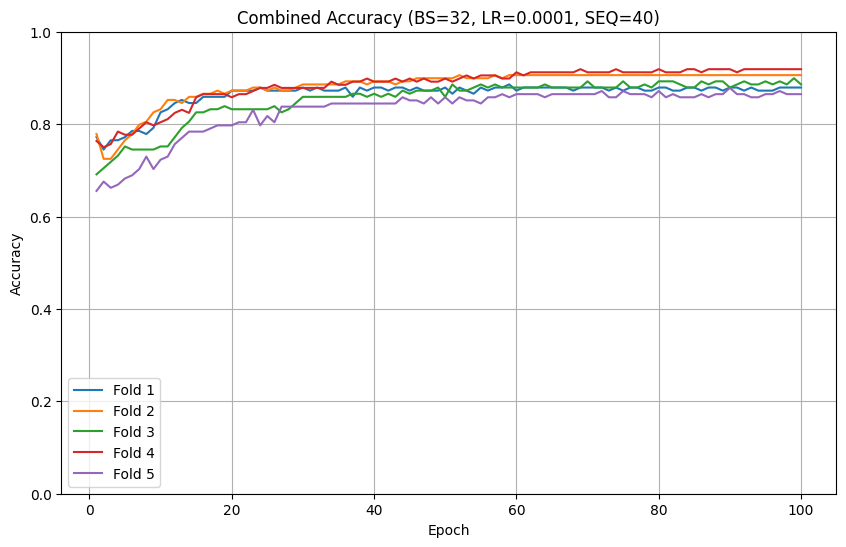 Combined Accuracy (BS=32, LR=0.0001, SEQ=40)
1.0
0.8
0.6
0.4
0.2
0.0
Accuracy
Fold 1
Fold 2
Fold 3
Fold 4
Fold 5
0 20 40 60 80 100
Epoch